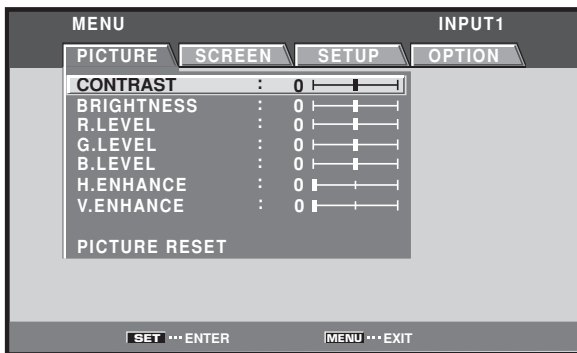 MENU INPUT1
PICTURE SCREEN SETUP OPTION
CONTRAST : 0
BRIGHTNESS : 0
R.LEVEL : 0
G.LEVEL : 0
B.LEVEL : 0
H.ENHANCE : 0
V.ENHANCE : 0
PICTURE RESET
SET ··· ENTER MENU ··· EXIT